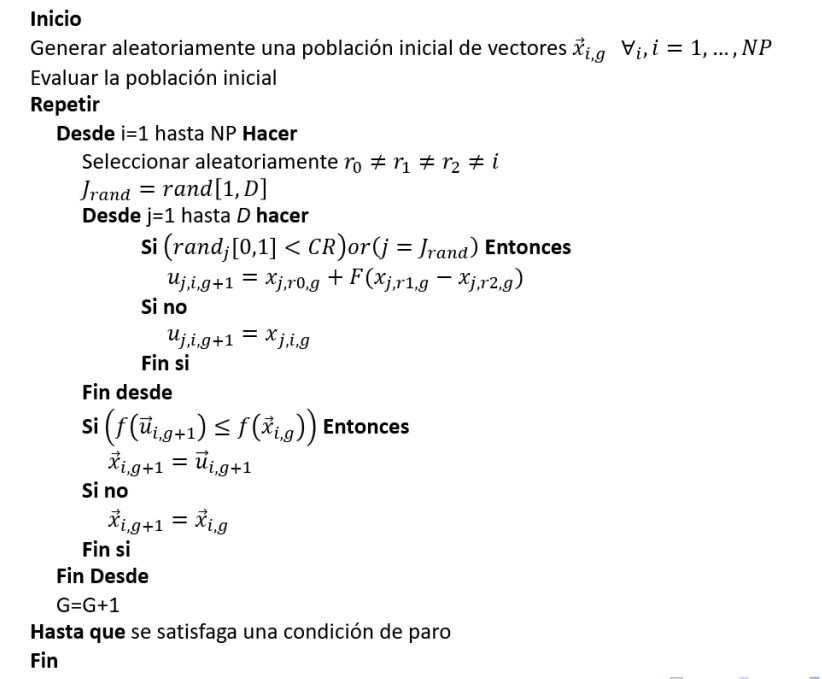 Inicio
Generar aleatoriamente una población inicial de vectores $\vec{x}_{i,g}$ $\forall_i, i = 1, \ldots, NP$
Evaluar la población inicial
Repetir
Desde i=1 hasta NP Hacer
Seleccionar aleatoriamente $r_0 \neq r_1 \neq r_2 \neq i$
$J_{rand} = rand[1, D]$
Desde j=1 hasta $D$ hacer
Si $(rand_j[0,1] < CR)or(j = J_{rand})$ Entonces
$u_{j,i,g+1} = x_{j,r0,g} + F(x_{j,r1,g} - x_{j,r2,g})$
Si no
$u_{j,i,g+1} = x_{j,i,g}$
Fin si
Fin desde
Si $(f(\vec{u}_{i,g+1}) \leq f(\vec{x}_{i,g}))$ Entonces
$\vec{x}_{i,g+1} = \vec{u}_{i,g+1}$
Si no
$\vec{x}_{i,g+1} = \vec{x}_{i,g}$
Fin si
Fin Desde
G=G+1
Hasta que se satisfaga una condición de paro
Fin